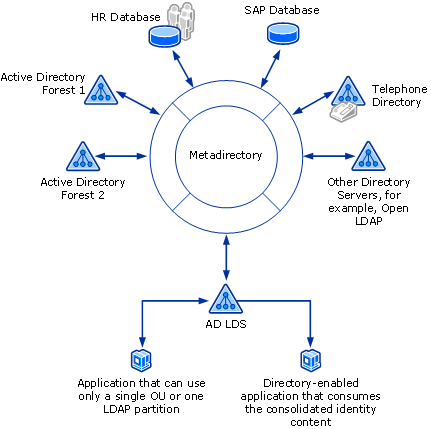 HR Database
SAP Database
Active Directory
Forest 1
Telephone
Directory
Metadirectory
Active Directory
Forest 2
Other Directory
Servers, for
example, Open
LDAP
AD LDS
Application that can use
only a single OU or one
LDAP partition
Directory-enabled
application that consumes
the consolidated identity
content